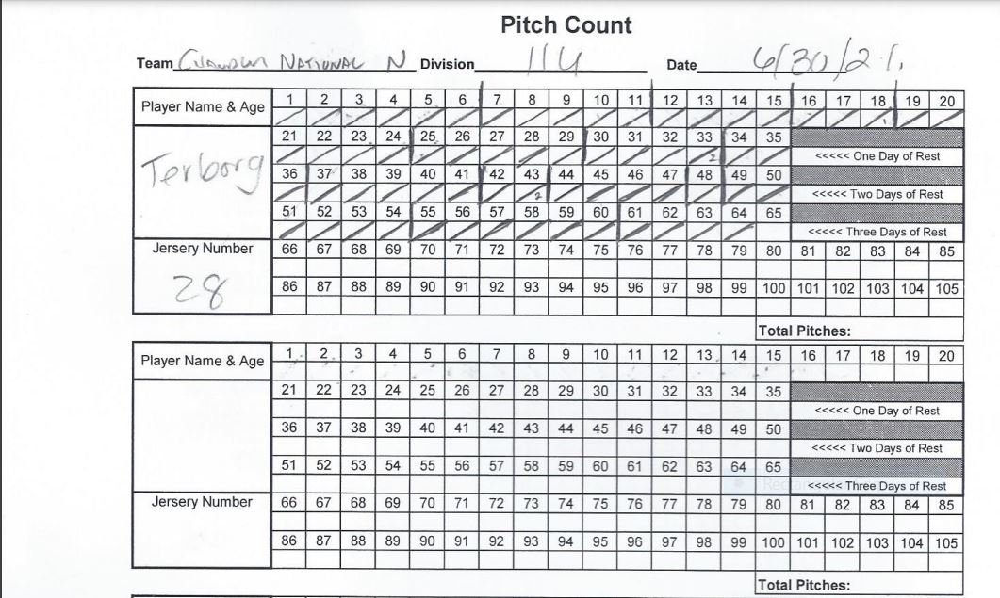 Pitch Count
Team Chandler National N Division 11U Date 6/30/21
Player Name & Age 1 2 3 4 5 6 7 8 9 10 11 12 13 14 15 16 17 18 19 20
Terborg
21 22 23 24 25 26 27 28 29 30 31 32 33 34 35
2 <<<<< One Day of Rest
36 37 38 39 40 41 42 43 44 45 46 47 48 49 50
2 <<<<< Two Days of Rest
51 52 53 54 55 56 57 58 59 60 61 62 63 64 65
<<<<< Three Days of Rest
Jersery Number 66 67 68 69 70 71 72 73 74 75 76 77 78 79 80 81 82 83 84 85
28
86 87 88 89 90 91 92 93 94 95 96 97 98 99 100 101 102 103 104 105
Total Pitches:
Player Name & Age 1 2 3 4 5 6 7 8 9 10 11 12 13 14 15 16 17 18 19 20
21 22 23 24 25 26 27 28 29 30 31 32 33 34 35
<<<<< One Day of Rest
36 37 38 39 40 41 42 43 44 45 46 47 48 49 50
<<<<< Two Days of Rest
51 52 53 54 55 56 57 58 59 60 61 62 63 64 65
<<<<< Three Days of Rest
Jersery Number 66 67 68 69 70 71 72 73 74 75 76 77 78 79 80 81 82 83 84 85
86 87 88 89 90 91 92 93 94 95 96 97 98 99 100 101 102 103 104 105
Total Pitches: